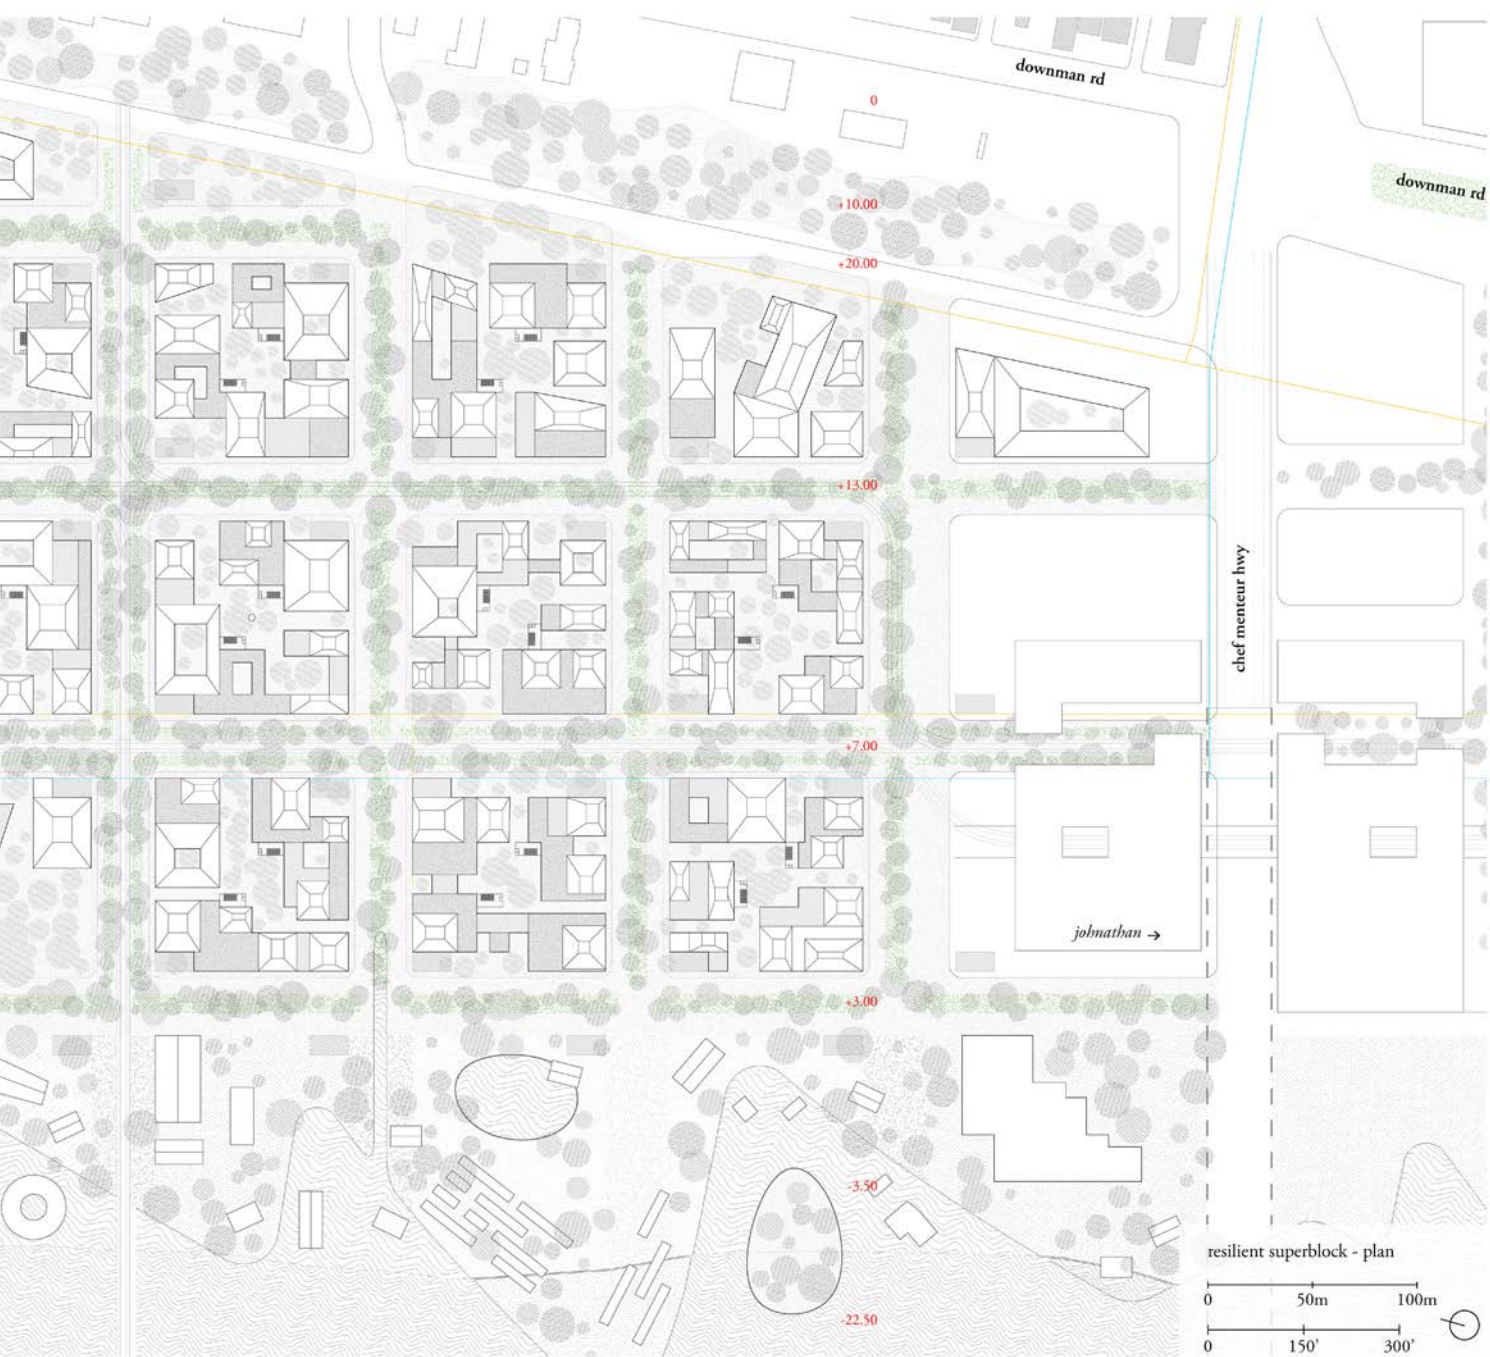 downman rd
0
downman rd
+10.00
+20.00
+13.00
chef menteur hwy
+7.00
johnathan →
+3.00
-3.50
resilient superblock - plan
0 50m 100m
-22.50
0 150' 300'